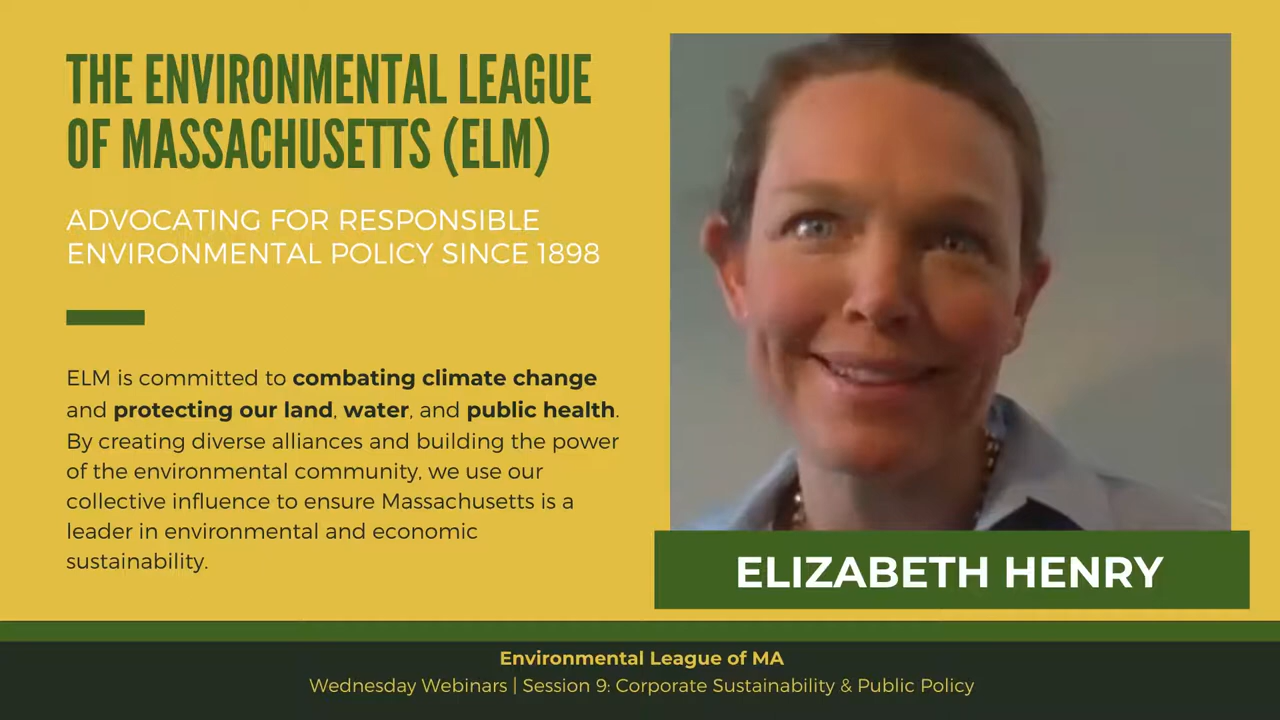 THE ENVIRONMENTAL LEAGUE
OF MASSACHUSETTS (ELM)
ADVOCATING FOR RESPONSIBLE
ENVIRONMENTAL POLICY SINCE 1898
ELM is committed to combating climate change
and protecting our land, water, and public health.
By creating diverse alliances and building the power
of the environmental community, we use our
collective influence to ensure Massachusetts is a
leader in environmental and economic
sustainability.
ELIZABETH HENRY
Environmental League of MA
Wednesday Webinars | Session 9: Corporate Sustainability & Public Policy